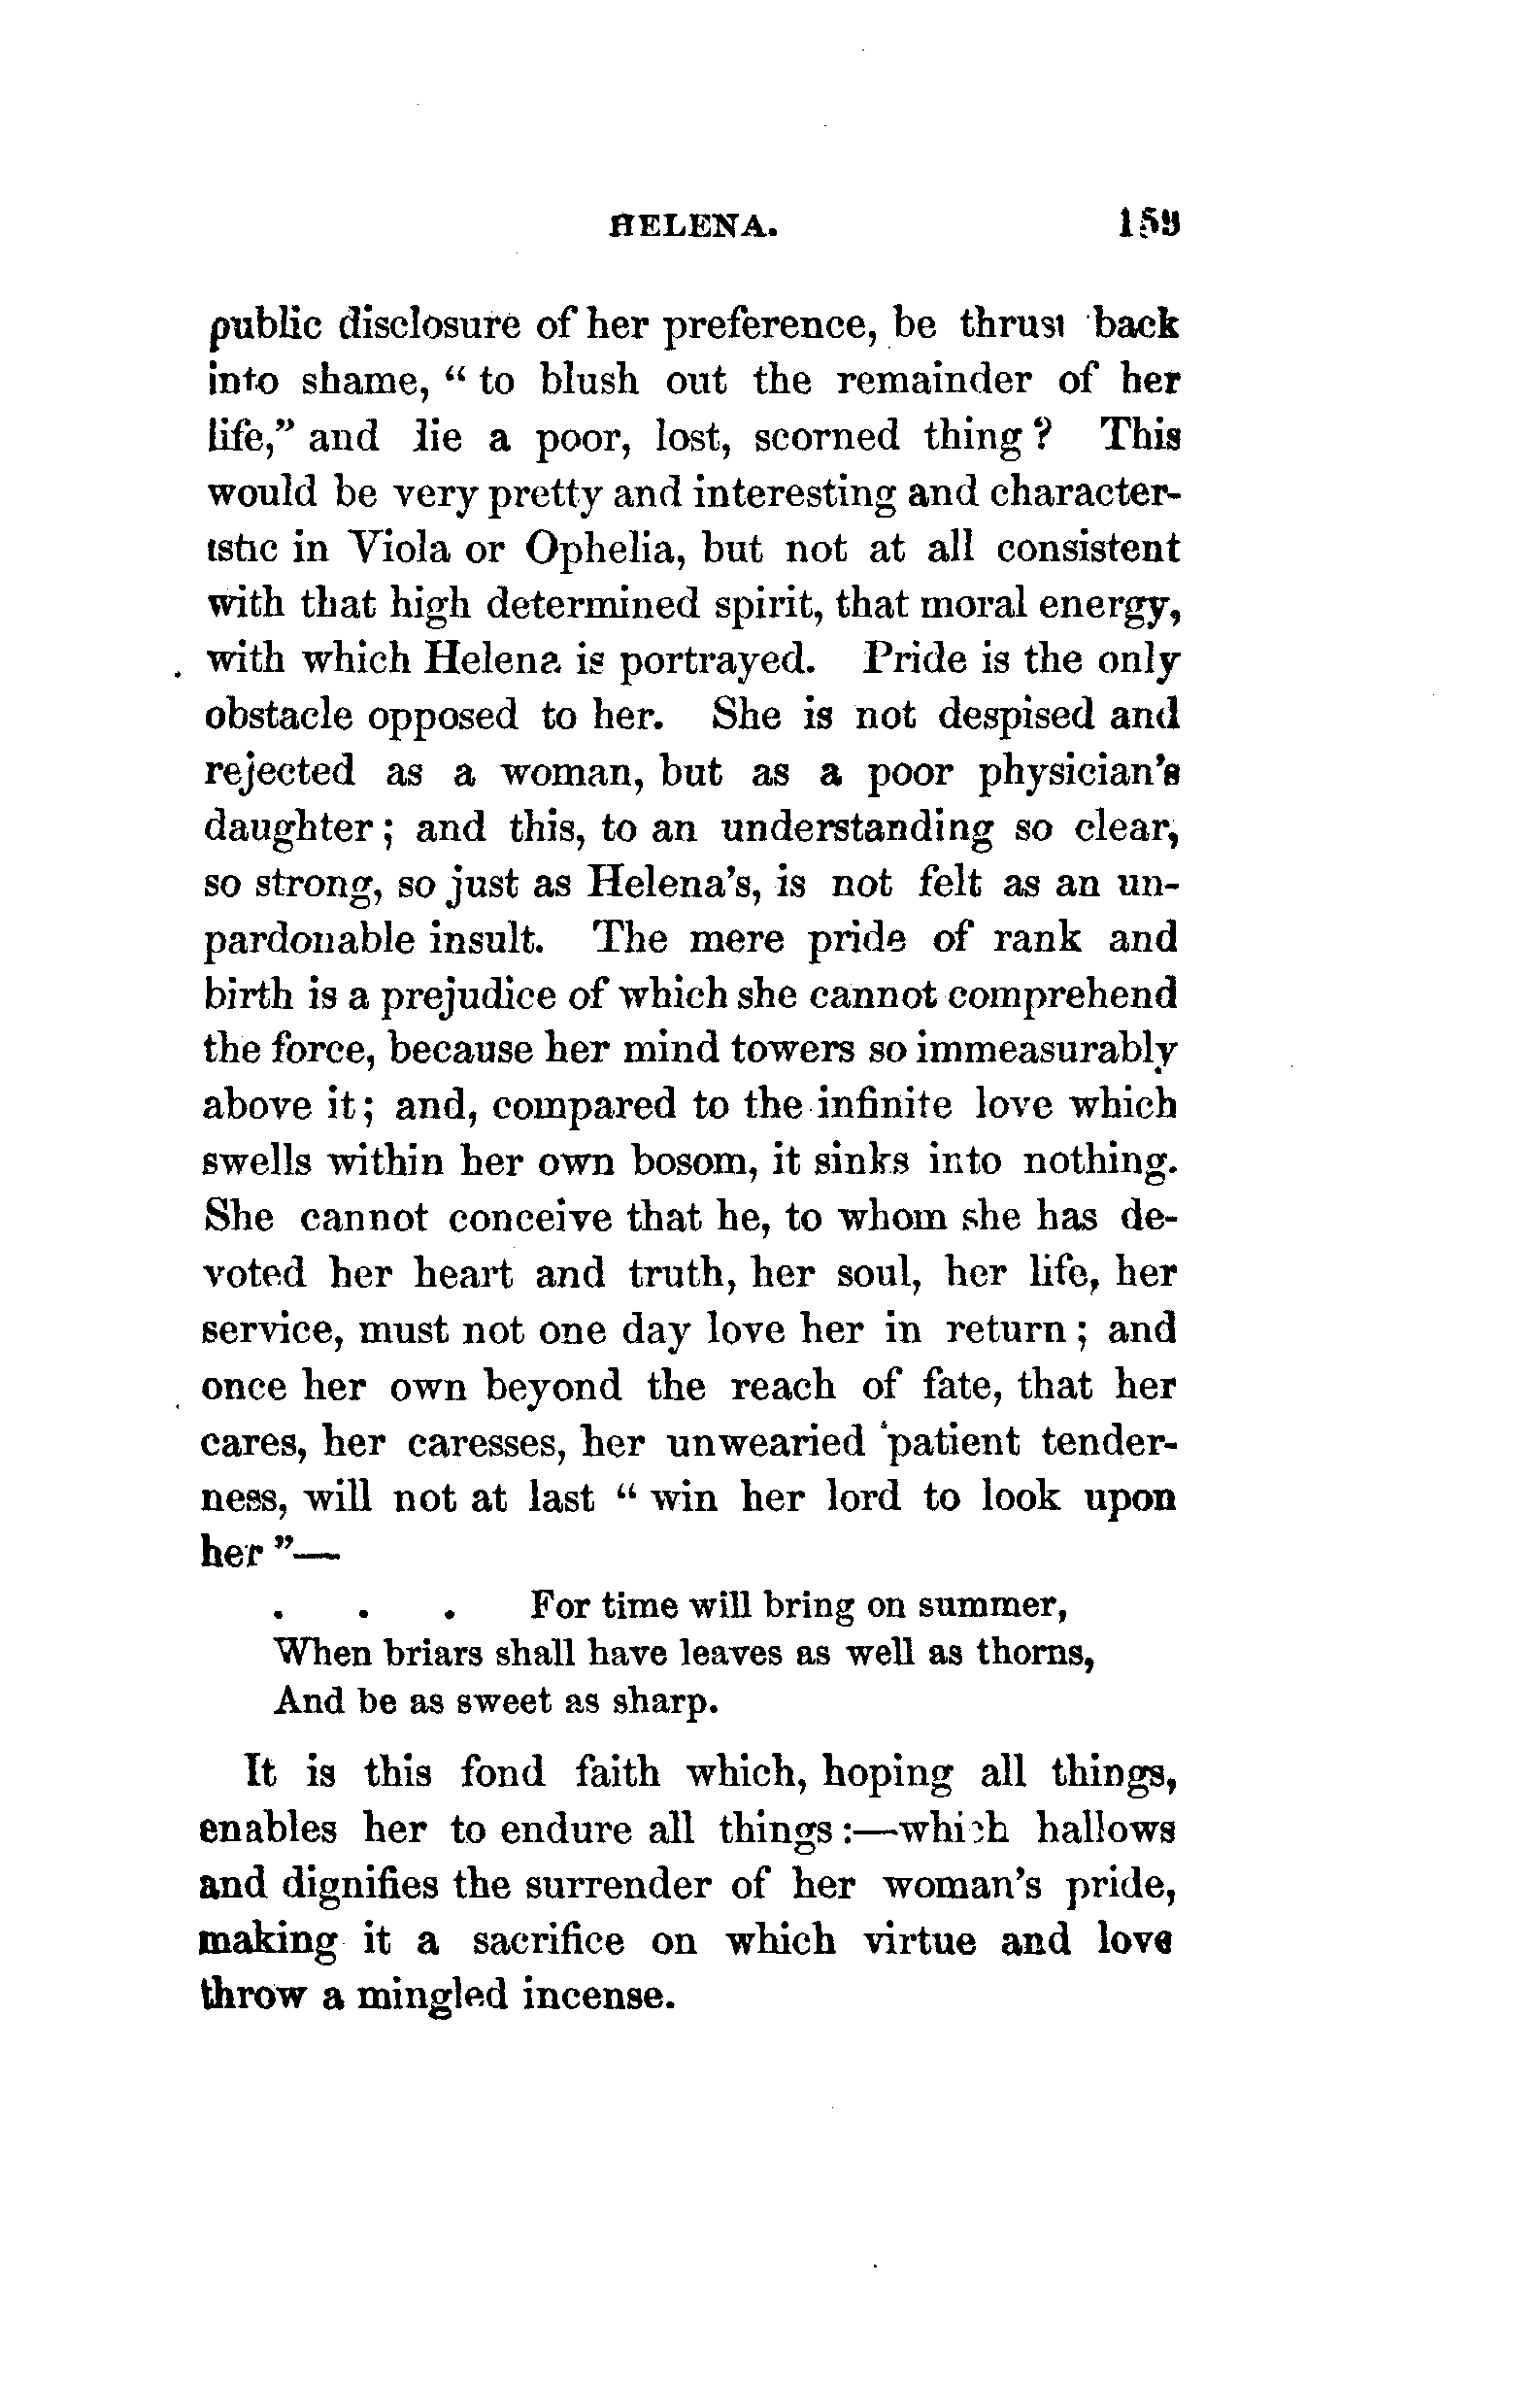 HELENA. 159
public disclosure of her preference, be thrust back
into shame, “ to blush out the remainder of her
life,” and lie a poor, lost, scorned thing ? This
would be very pretty and interesting and character-
istic in Viola or Ophelia, but not at all consistent
with that high determined spirit, that moral energy,
with which Helena is portrayed. Pride is the only
obstacle opposed to her. She is not despised and
rejected as a woman, but as a poor physician’s
daughter ; and this, to an understanding so clear,
so strong, so just as Helena’s, is not felt as an un-
pardonable insult. The mere pride of rank and
birth is a prejudice of which she cannot comprehend
the force, because her mind towers so immeasurably
above it ; and, compared to the infinite love which
swells within her own bosom, it sinks into nothing.
She cannot conceive that he, to whom she has de-
voted her heart and truth, her soul, her life, her
service, must not one day love her in return ; and
once her own beyond the reach of fate, that her
cares, her caresses, her unwearied patient tender-
ness, will not at last “ win her lord to look upon
her ”—
. . . For time will bring on summer,
When briars shall have leaves as well as thorns,
And be as sweet as sharp.
It is this fond faith which, hoping all things,
enables her to endure all things :—which hallows
and dignifies the surrender of her woman’s pride,
making it a sacrifice on which virtue and love
throw a mingled incense.